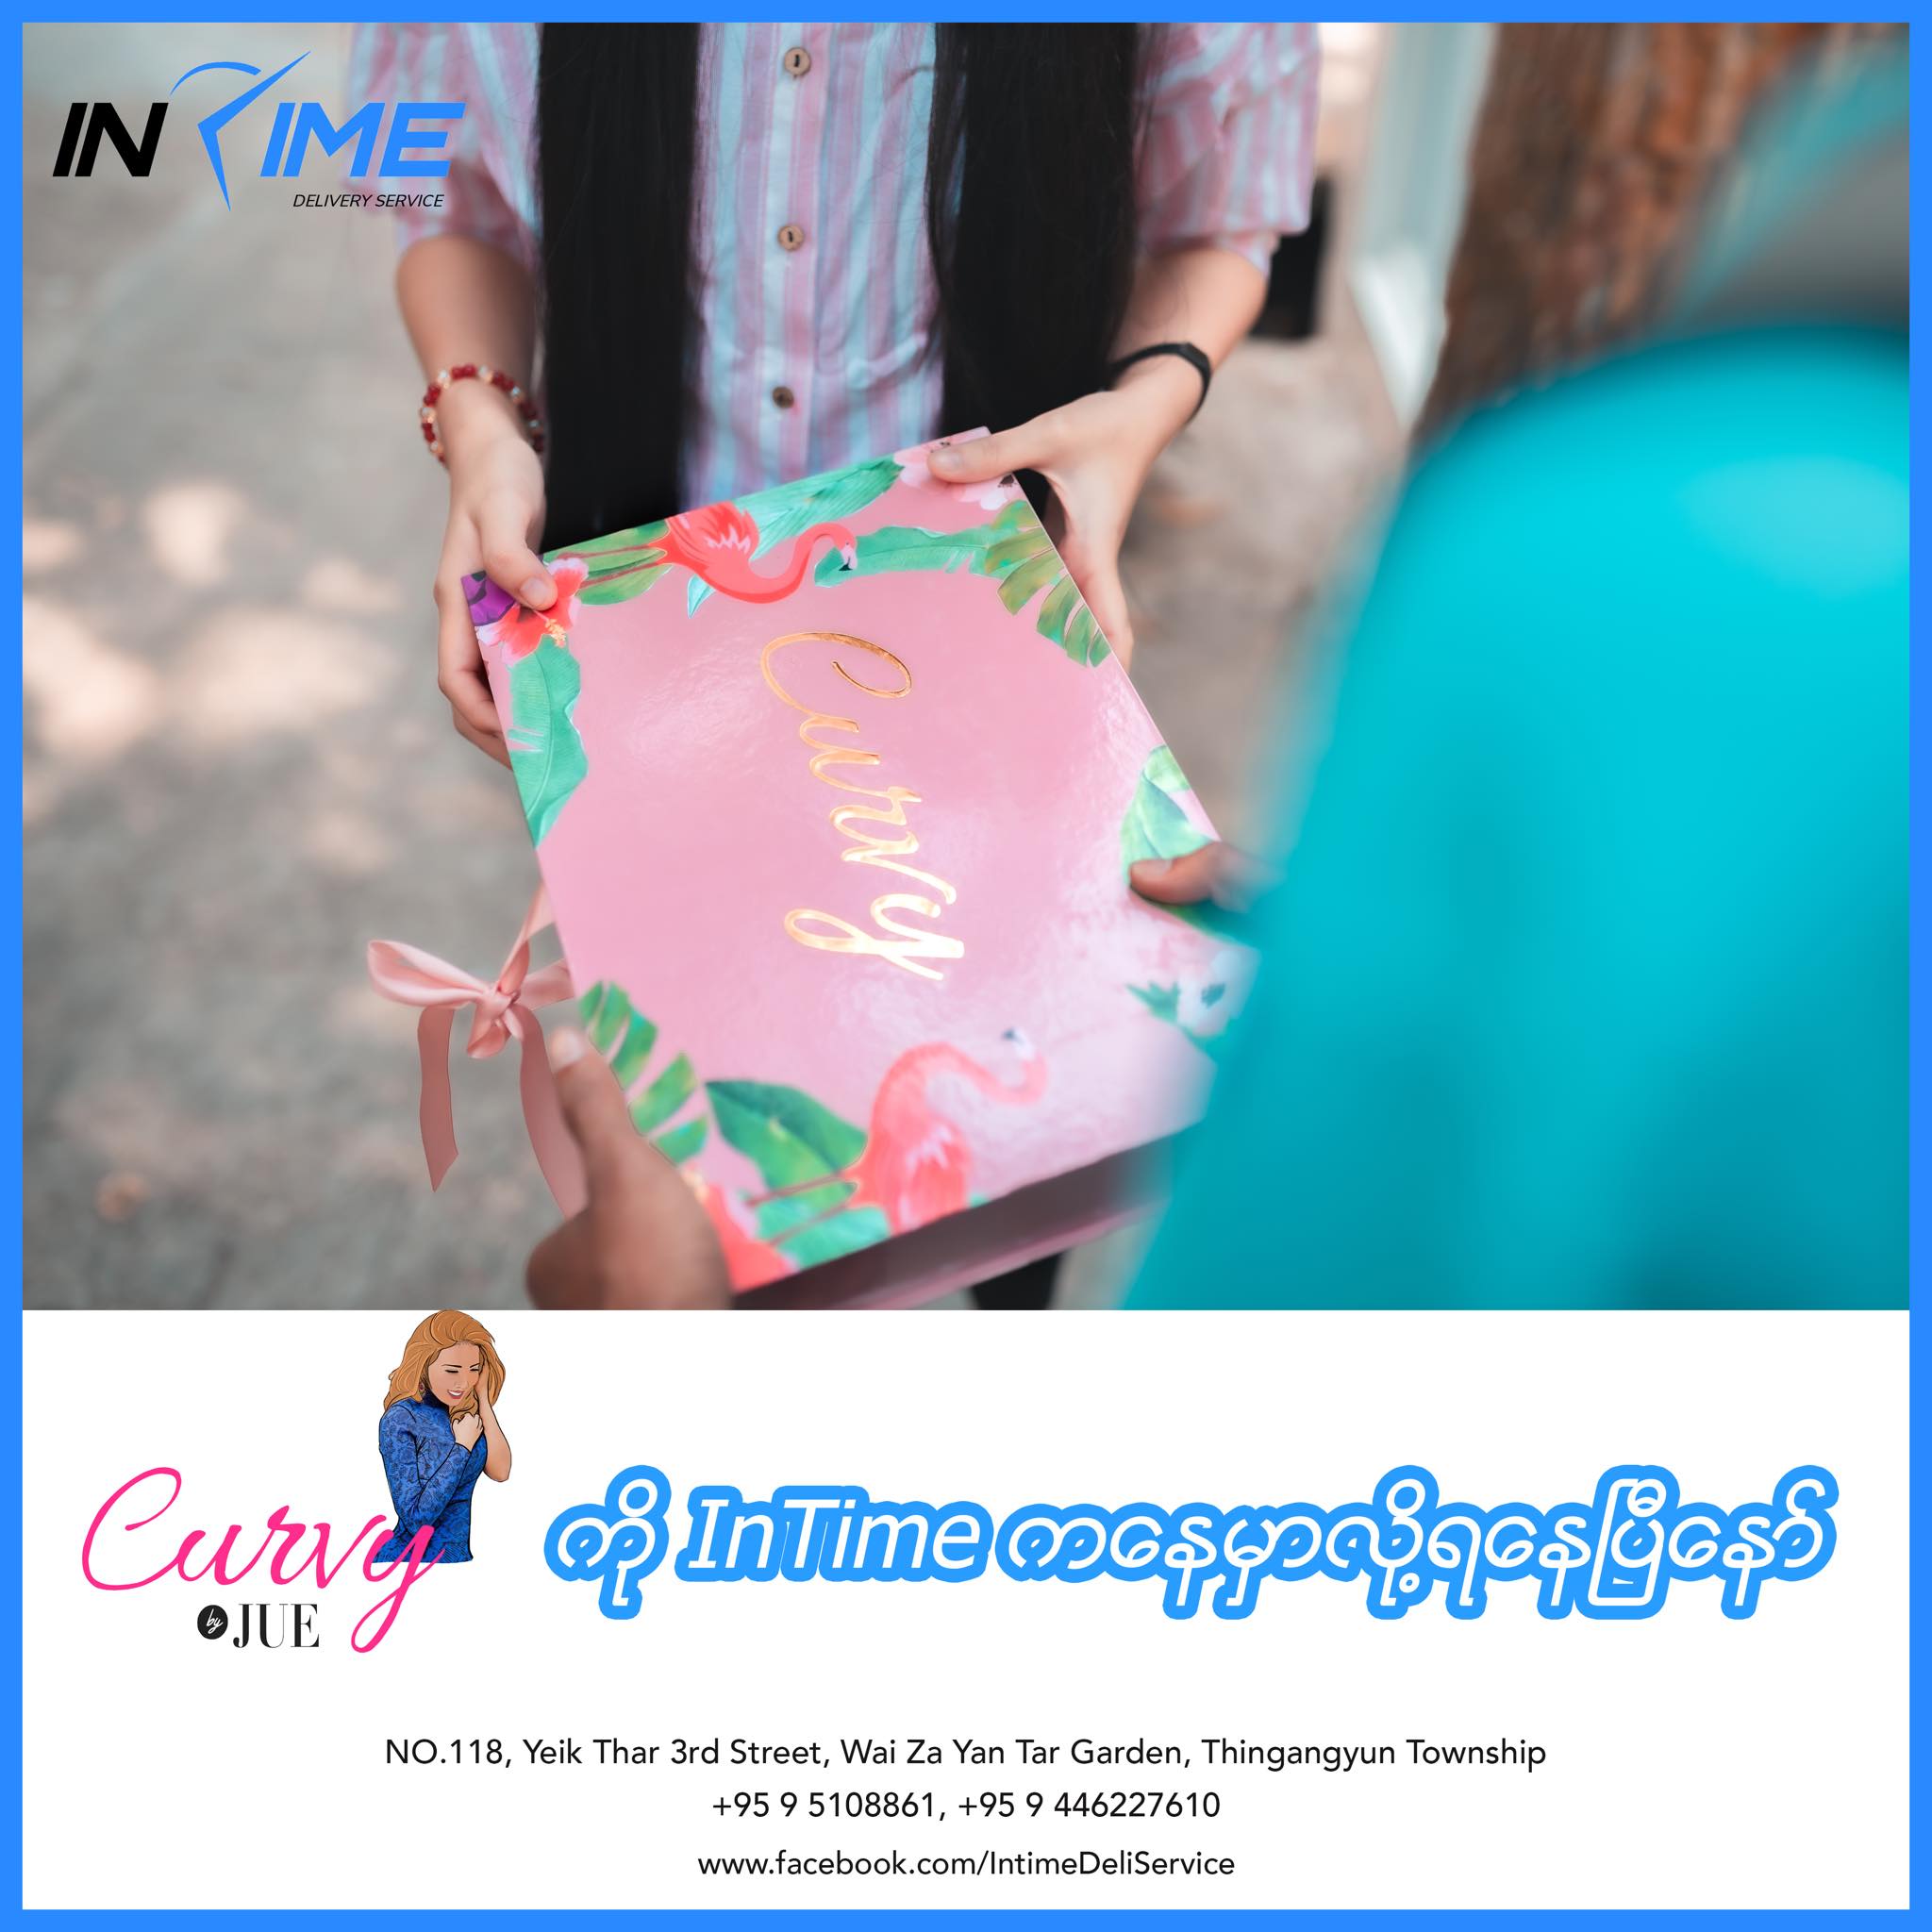 IN TIME
DELIVERY SERVICE
Curvy
Curvy
by JUE
ကို InTime ကနေမှာလို့ရနေပြီနော်
NO.118, Yeik Thar 3rd Street, Wai Za Yan Tar Garden, Thingangyun Township
+95 9 5108861, +95 9 446227610
www.facebook.com/IntimeDeliService